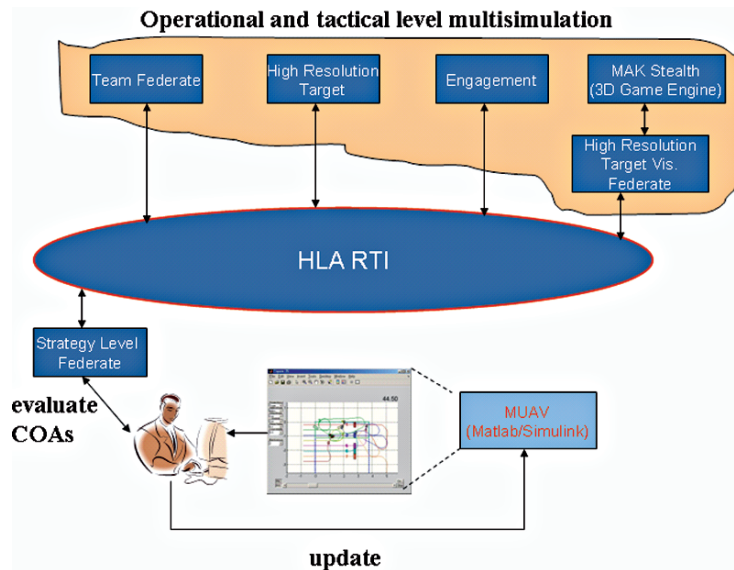 Operational and tactical level multisimulation
Team Federate
High Resolution
Target
Engagement
MAK Stealth
(3D Game Engine)
High Resolution
Target Vis.
Federate
HLA RTI
Strategy Level
Federate
evaluate
COAs
44.50
MUAV
(Matlab/Simulink)
update